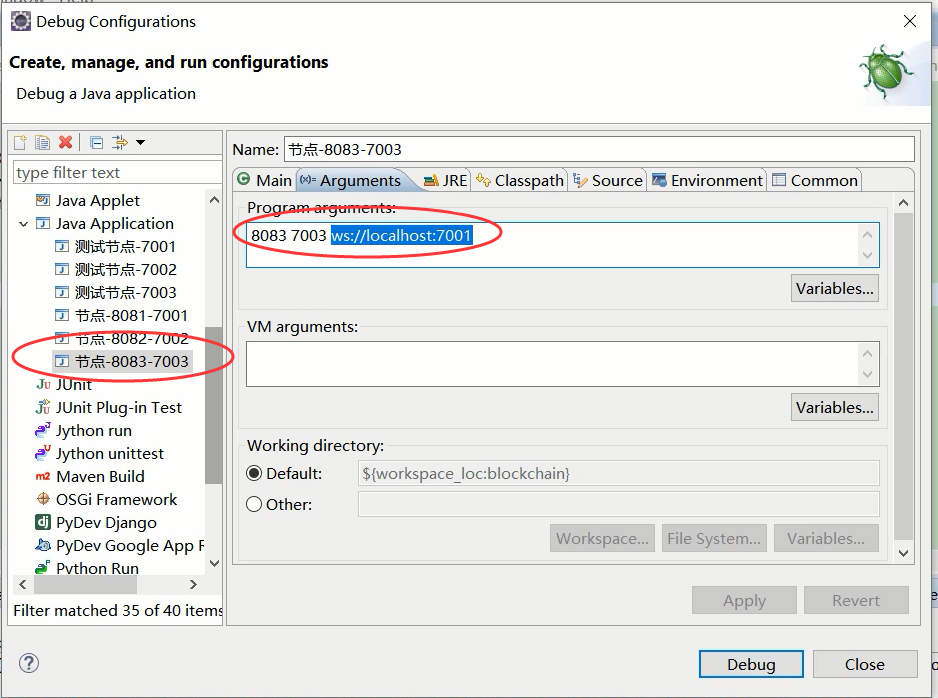 Debug Configurations
Create, manage, and run configurations
Debug a Java application
type filter text
Java Applet
Java Application
测试节点-7001
测试节点-7002
测试节点-7003
节点-8081-7001
节点-8082-7002
节点-8083-7003
JUnit
JUnit Plug-in Test
Jython run
Jython unittest
Maven Build
OSGi Framework
PyDev Django
PyDev Google App R
Python Run
Filter matched 35 of 40 items
Name: 节点-8083-7003
Main Arguments JRE Classpath Source Environment Common
Program arguments:
8083 7003 ws://localhost:7001
Variables...
VM arguments:
Variables...
Working directory:
Default: ${workspace_loc:blockchain}
Other:
Workspace... File System... Variables...
Apply Revert
Debug Close